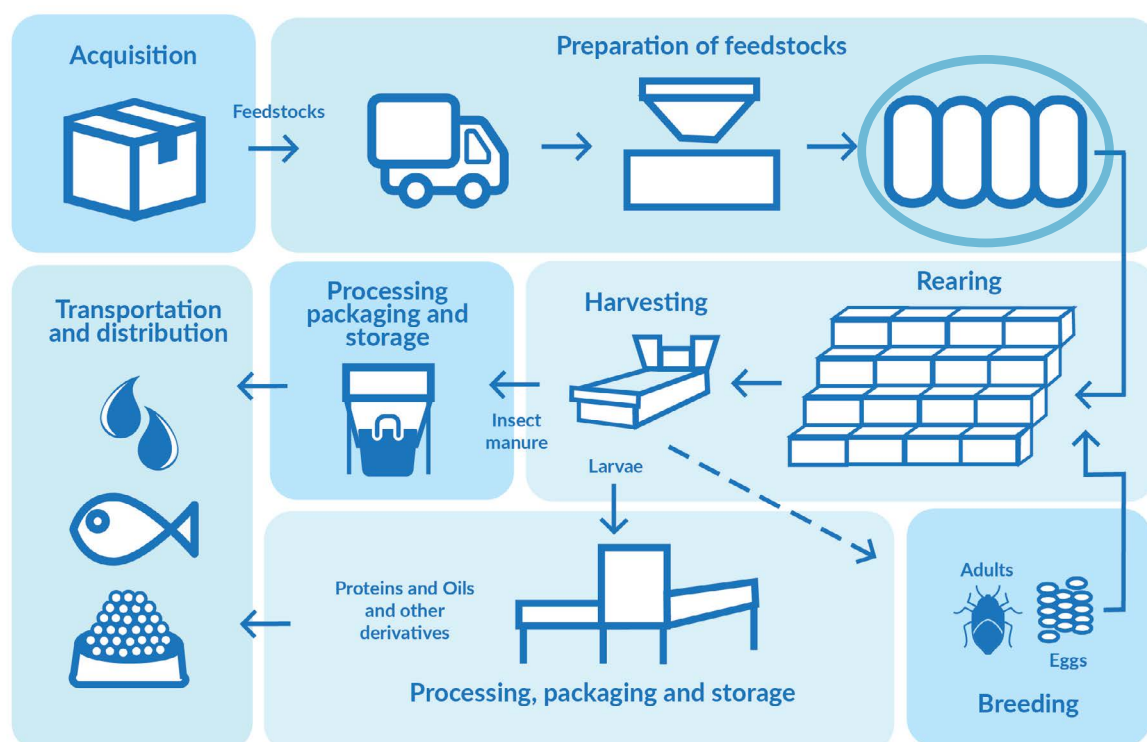 Acquisition
Feedstocks
Preparation of feedstocks
Transportation
and distribution
Processing
packaging and
storage
Insect
manure
Harvesting
Larvae
Rearing
Proteins and Oils
and other
derivatives
Processing, packaging and storage
Adults
Eggs
Breeding